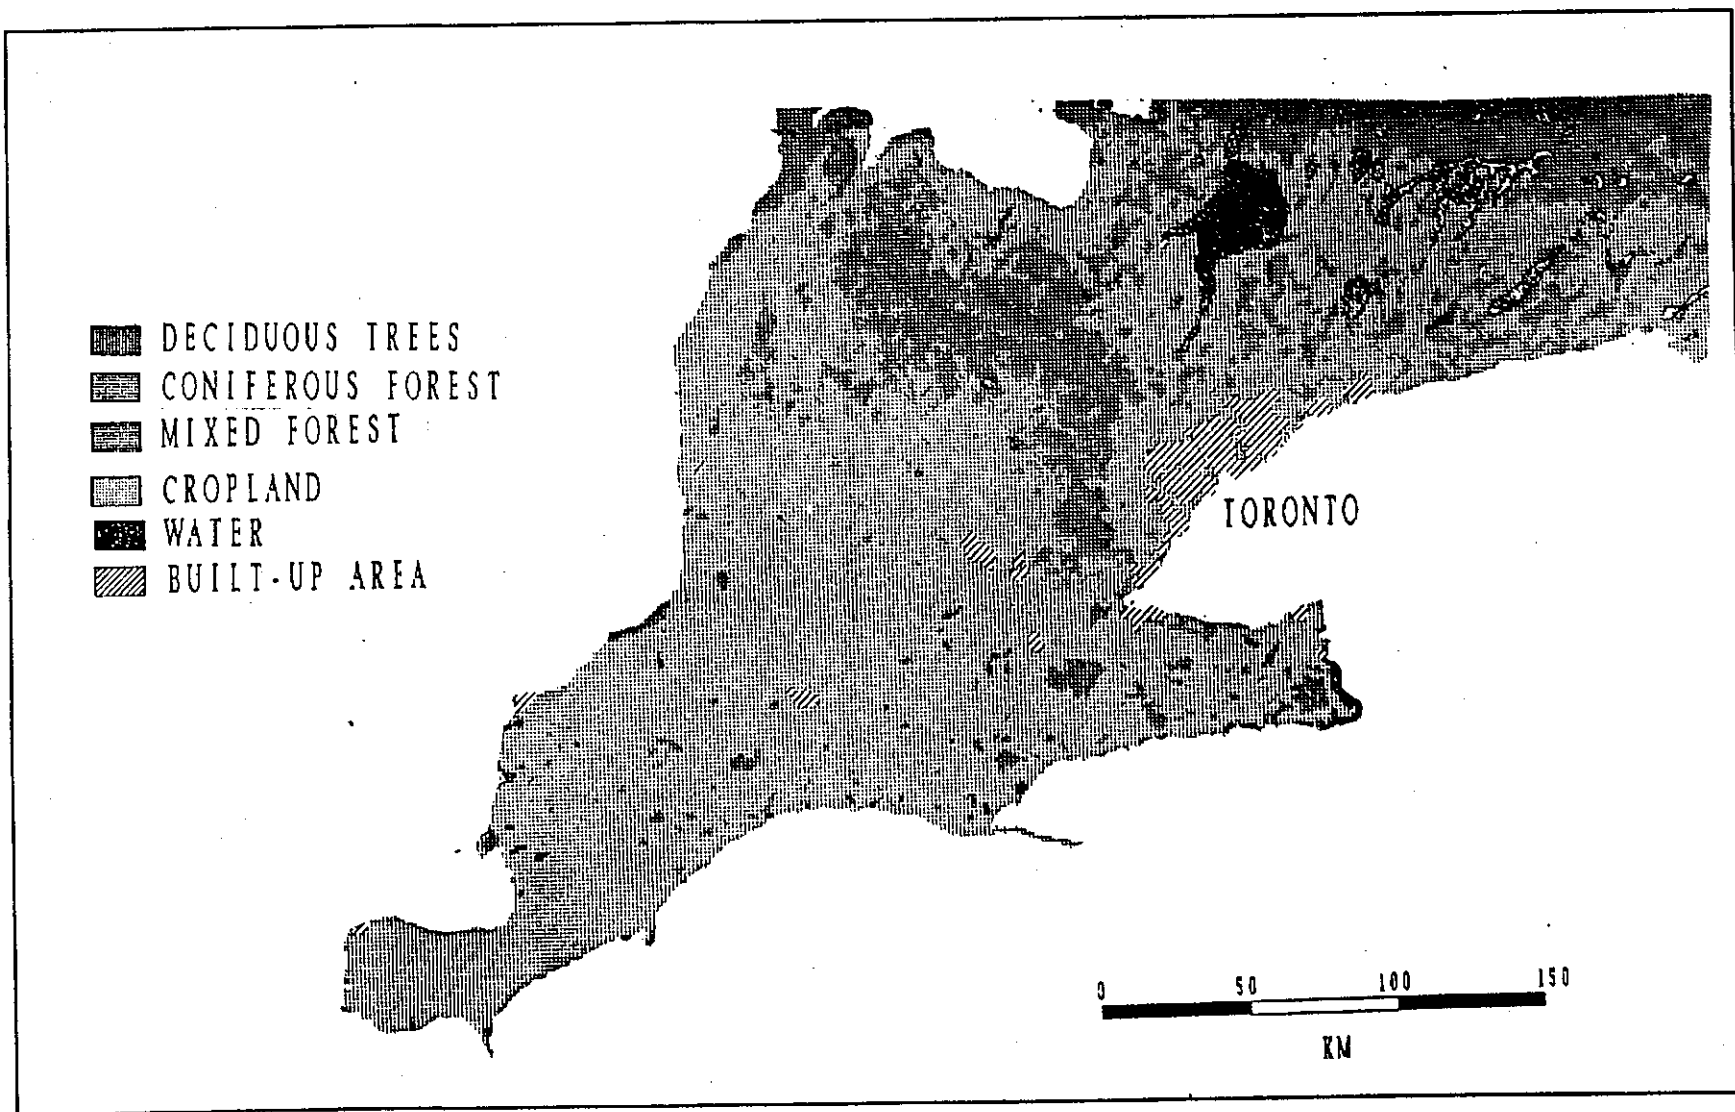 DECIDUOUS TREES
CONIFEROUS FOREST
MIXED FOREST
CROPLAND
WATER
BUILT-UP AREA
TORONTO
0 50 100 150
KM